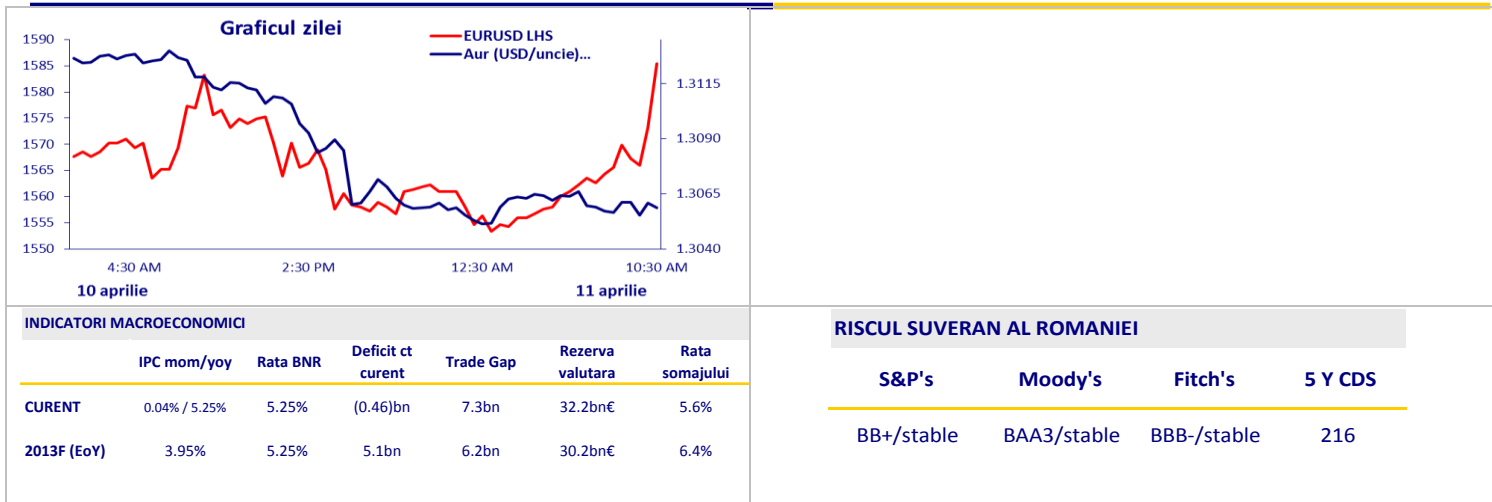 Graficul zilei
EURUSD LHS
Aur (USD/uncie)...
1590
1585
1580
1575
1570
1565
1560
1555
1550
1.3115
1.3090
1.3065
1.3040
4:30 AM 2:30 PM 12:30 AM 10:30 AM
10 aprilie 11 aprilie
INDICATORI MACROECONOMICI
IPC mom/yoy Rata BNR Deficit ct curent Trade Gap Rezerva valutara Rata somajului
CURENT 0.04% / 5.25% 5.25% (0.46)bn 7.3bn 32.2bn€ 5.6%
2013F (EoY) 3.95% 5.25% 5.1bn 6.2bn 30.2bn€ 6.4%
RISCUL SUVERAN AL ROMANIEI
S&P's Moody's Fitch's 5 Y CDS
BB+/stable BAA3/stable BBB-/stable 216